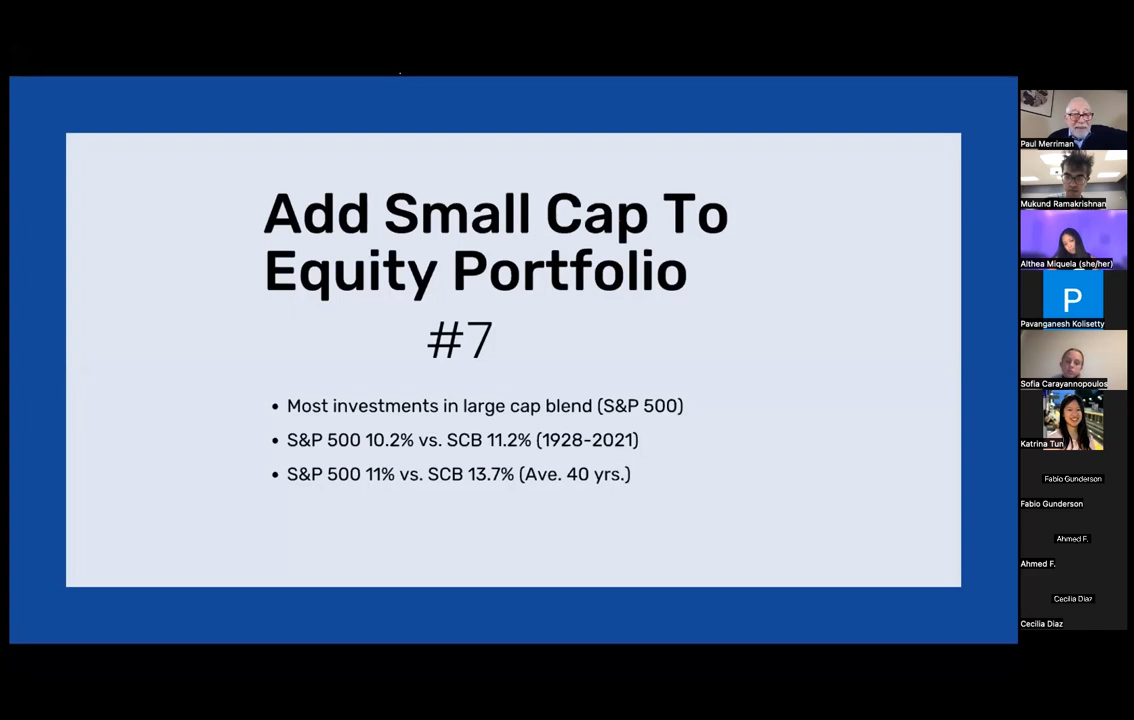 Add Small Cap To
Equity Portfolio
#7
• Most investments in large cap blend (S&P 500)
• S&P 500 10.2% vs. SCB 11.2% (1928-2021)
• S&P 500 11% vs. SCB 13.7% (Ave. 40 yrs.)
Paul Merriman
Mukund Ramakrishnan
Althea Miquela (she/her)
P
Pavanganesh Kolisetty
Sofia Carayannopoulos
Katrina Tun
Fabio Gunderson
Fabio Gunderson
Ahmed F.
Ahmed F.
Cecilia Diaz
Cecilia Diaz